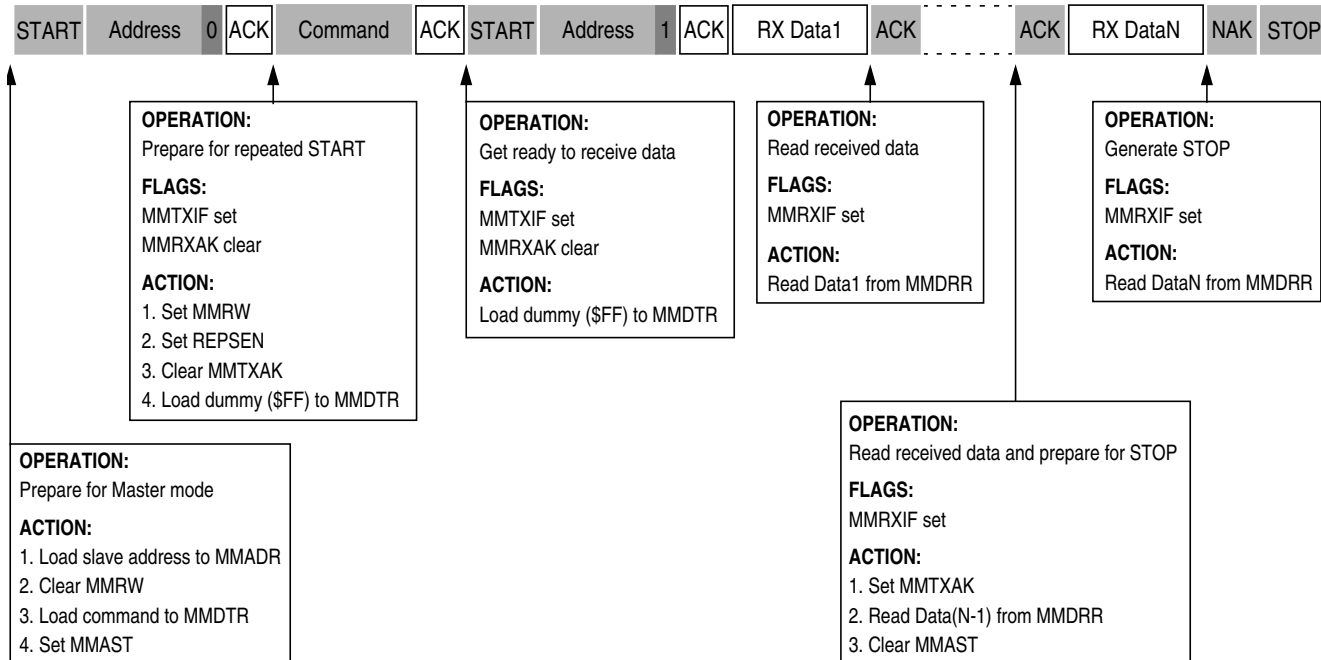 START Address 0 ACK Command ACK START Address 1 ACK RX Data1 ACK ACK RX DataN NAK STOP
OPERATION:
Prepare for repeated START
FLAGS:
MMTXIF set
MMRXAK clear
ACTION:
1. Set MMRW
2. Set REPSEN
3. Clear MMTXAK
4. Load dummy ($FF) to MMDTR
OPERATION:
Get ready to receive data
FLAGS:
MMTXIF set
MMRXAK clear
ACTION:
Load dummy ($FF) to MMDTR
OPERATION:
Read received data
FLAGS:
MMRXIF set
ACTION:
Read Data1 from MMDRR
OPERATION:
Generate STOP
FLAGS:
MMRXIF set
ACTION:
Read DataN from MMDRR
OPERATION:
Prepare for Master mode
ACTION:
1. Load slave address to MMADR
2. Clear MMRW
3. Load command to MMDTR
4. Set MMAST
OPERATION:
Read received data and prepare for STOP
FLAGS:
MMRXIF set
ACTION:
1. Set MMTXAK
2. Read Data(N-1) from MMDRR
3. Clear MMAST